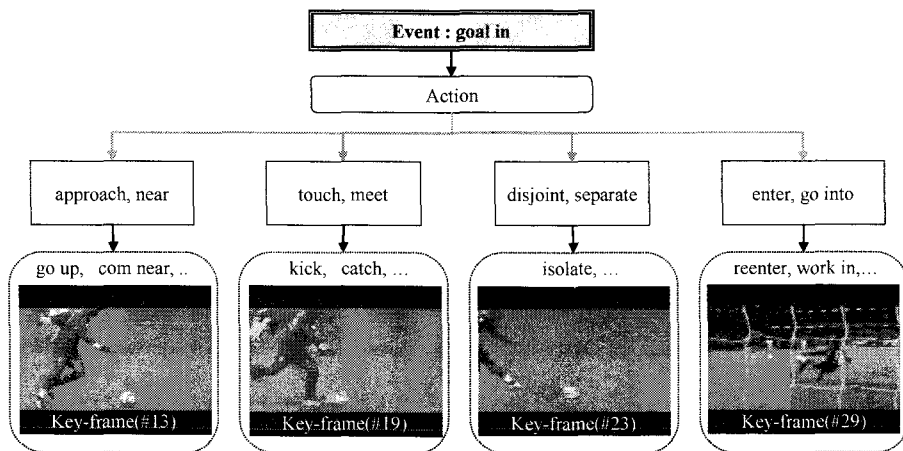 Event : goal in
Action
approach, near
touch, meet
disjoint, separate
enter, go into
go up, com near, ..
kick, catch, ...
isolate, ...
reenter, work in,...
Key-frame(#13)
Key-frame(#19)
Key-frame(#23)
Key-frame(#29)